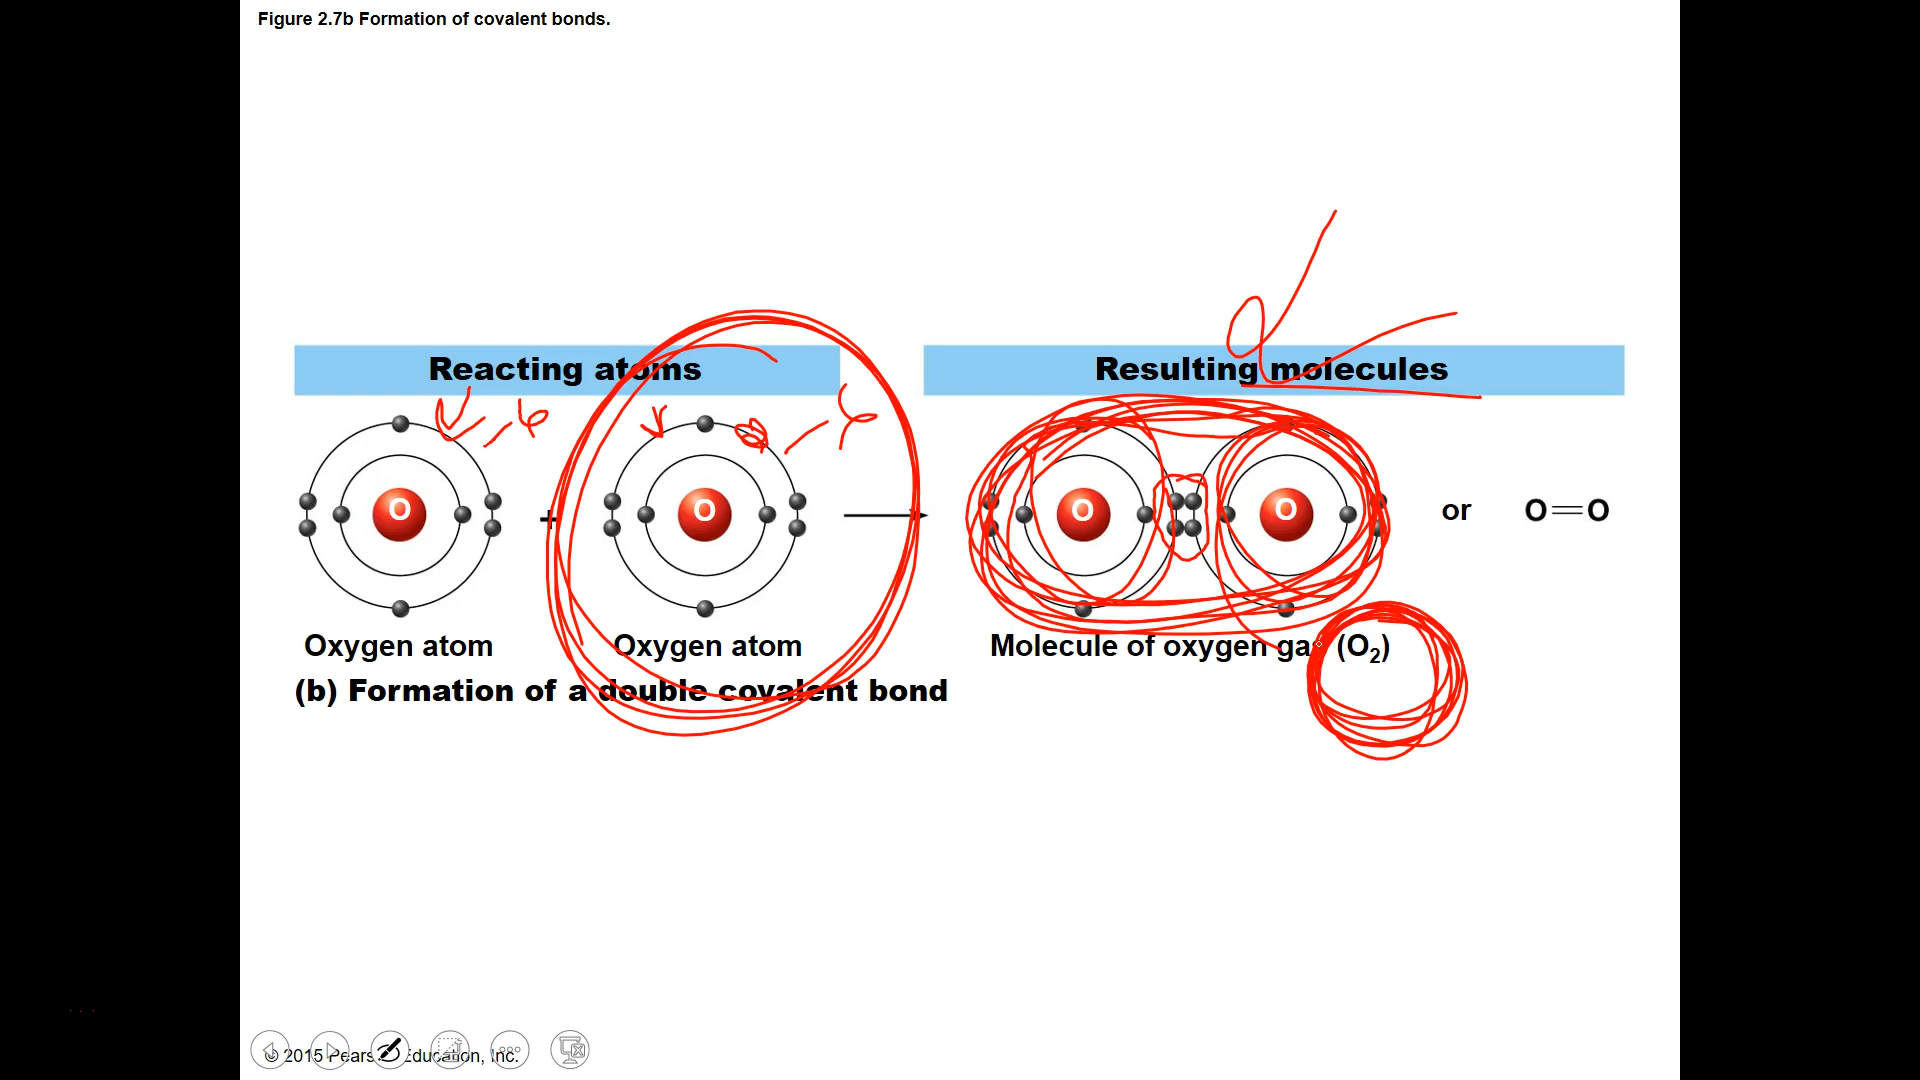 Figure 2.7b Formation of covalent bonds.
Reacting atoms
Resulting molecules
O + O O O or O=O
Oxygen atom
Oxygen atom
Molecule of oxygen gas (O₂)
(b) Formation of a double covalent bond
© 2015 Pearson Education, Inc.